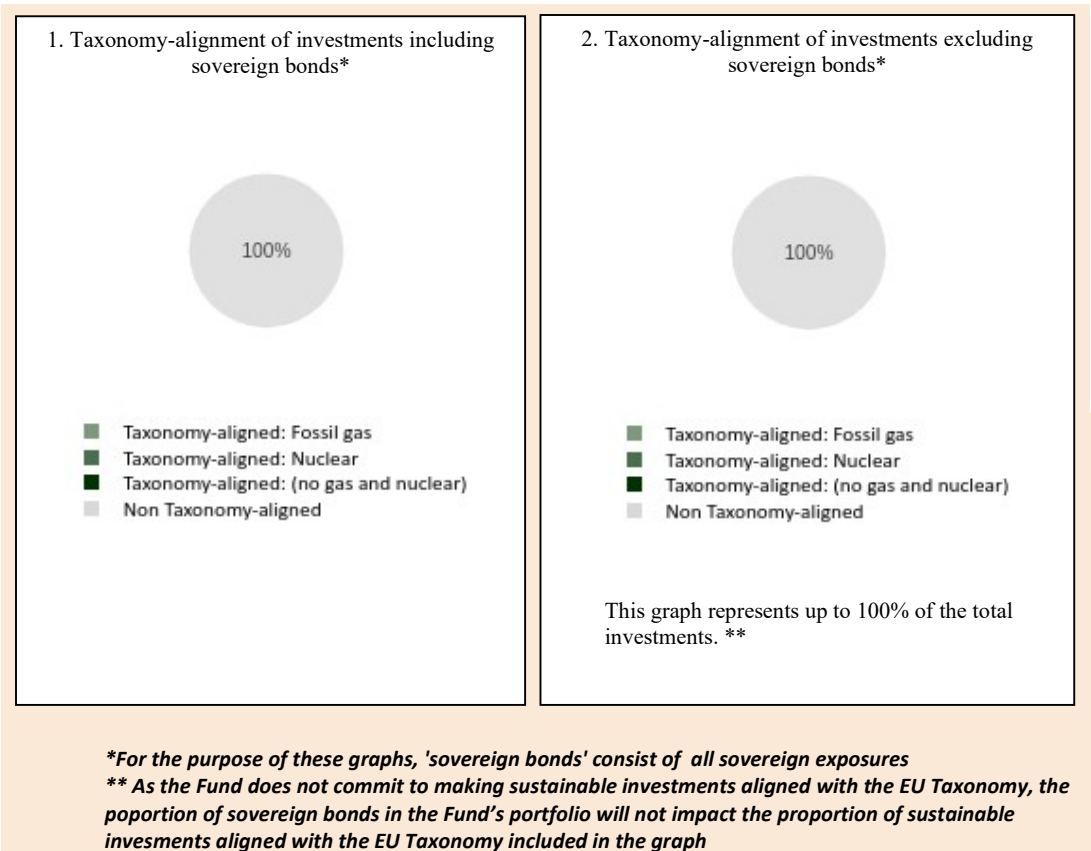 1. Taxonomy-alignment of investments including
sovereign bonds*
100%
Taxonomy-aligned: Fossil gas
Taxonomy-aligned: Nuclear
Taxonomy-aligned: (no gas and nuclear)
Non Taxonomy-aligned
2. Taxonomy-alignment of investments excluding
sovereign bonds*
100%
Taxonomy-aligned: Fossil gas
Taxonomy-aligned: Nuclear
Taxonomy-aligned: (no gas and nuclear)
Non Taxonomy-aligned
This graph represents up to 100% of the total
investments. **
*For the purpose of these graphs, 'sovereign bonds' consist of all sovereign exposures
** As the Fund does not commit to making sustainable investments aligned with the EU Taxonomy, the
poportion of sovereign bonds in the Fund’s portfolio will not impact the proportion of sustainable
invesments aligned with the EU Taxonomy included in the graph